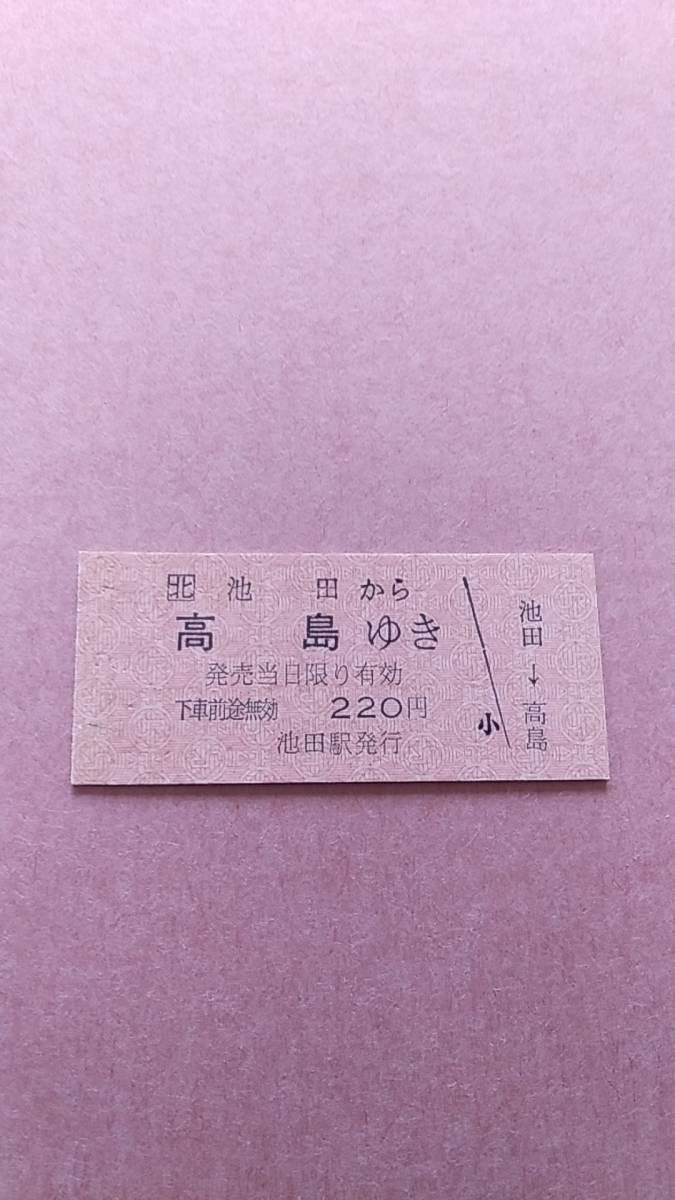 北 池田から
高島ゆき
発売当日限り有効
下車前途無効 220円
池田駅発行
小
池田→高島